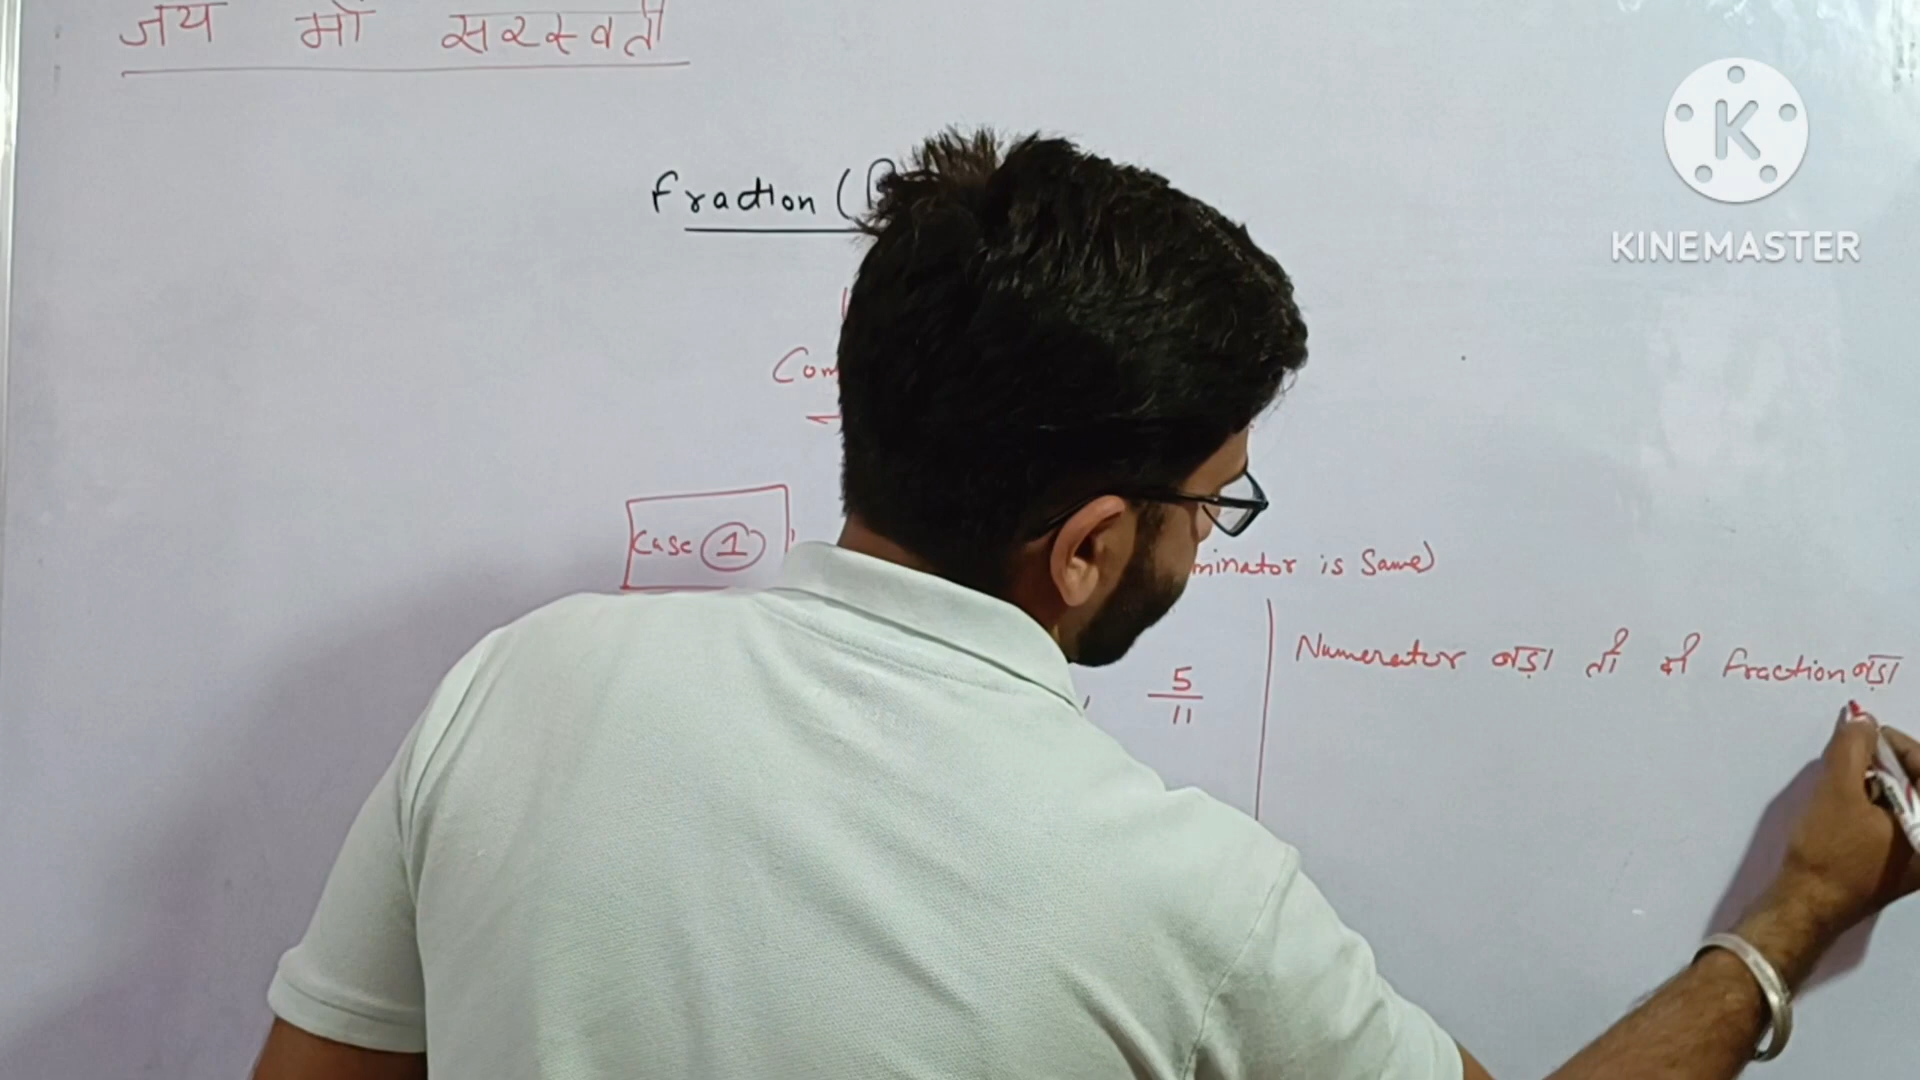 जय माँ सरस्वती
K
KINEMASTER
Fraction (
Com
Case 1
minator is Same)
Numerator बड़ा तो भी fraction बड़ा
5
11